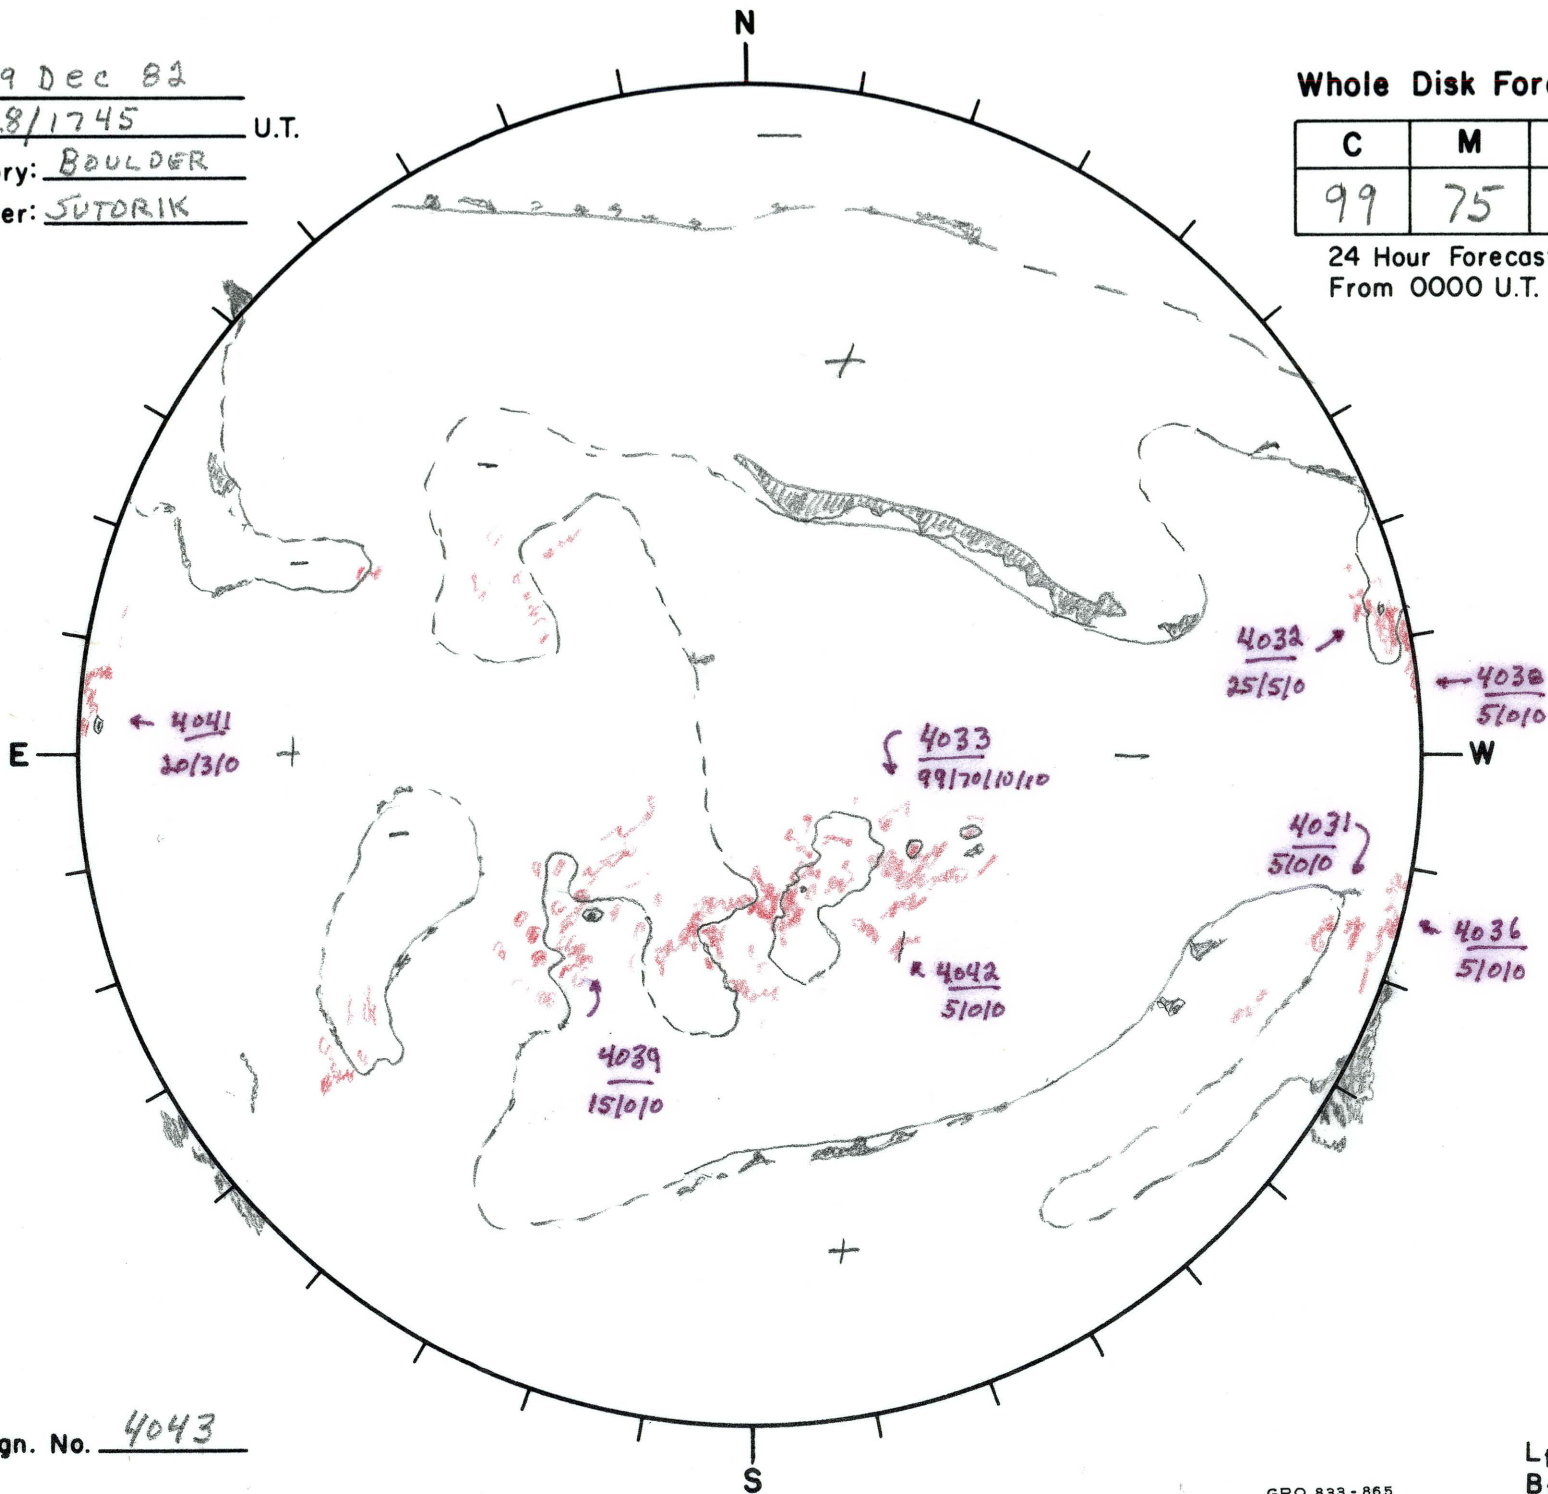 N
9 Dec 82
8/1745 U.T.
ry: BOULDER
er: SUTORIK
Whole Disk Fore
C M
99 75
24 Hour Forecas
From 0000 U.T.
—
+
-
-
4032
25/5/0
4038
5/0/0
4041
20/3/0
E
+
4033
99/70/10/10
—
W
-
4031
5/0/0
4036
5/0/0
4042
5/0/0
4039
15/0/0
+
gn. No. 4043
S
GPO 833-865
L
B